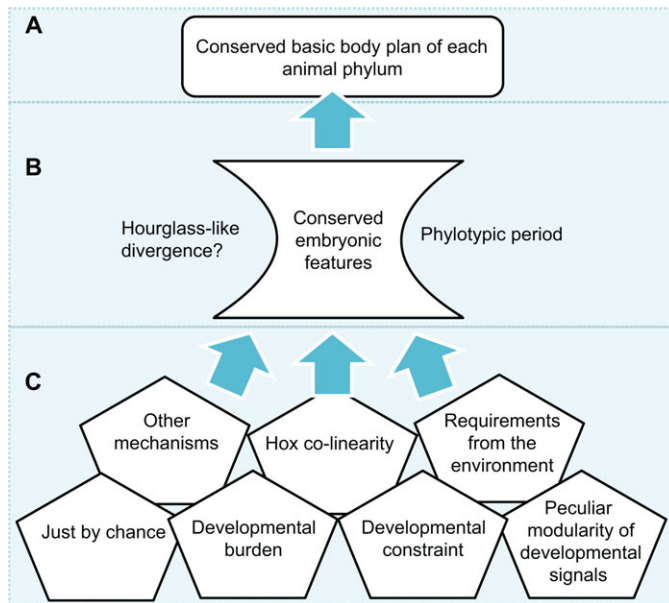 A
Conserved basic body plan of each
animal phylum
B
Hourglass-like
divergence?
Conserved
embryonic
features
Phylotypic period
C
Other
mechanisms
Hox co-linearity
Requirements
from the
environment
Just by chance
Developmental
burden
Developmental
constraint
Peculiar
modularity of
developmental
signals